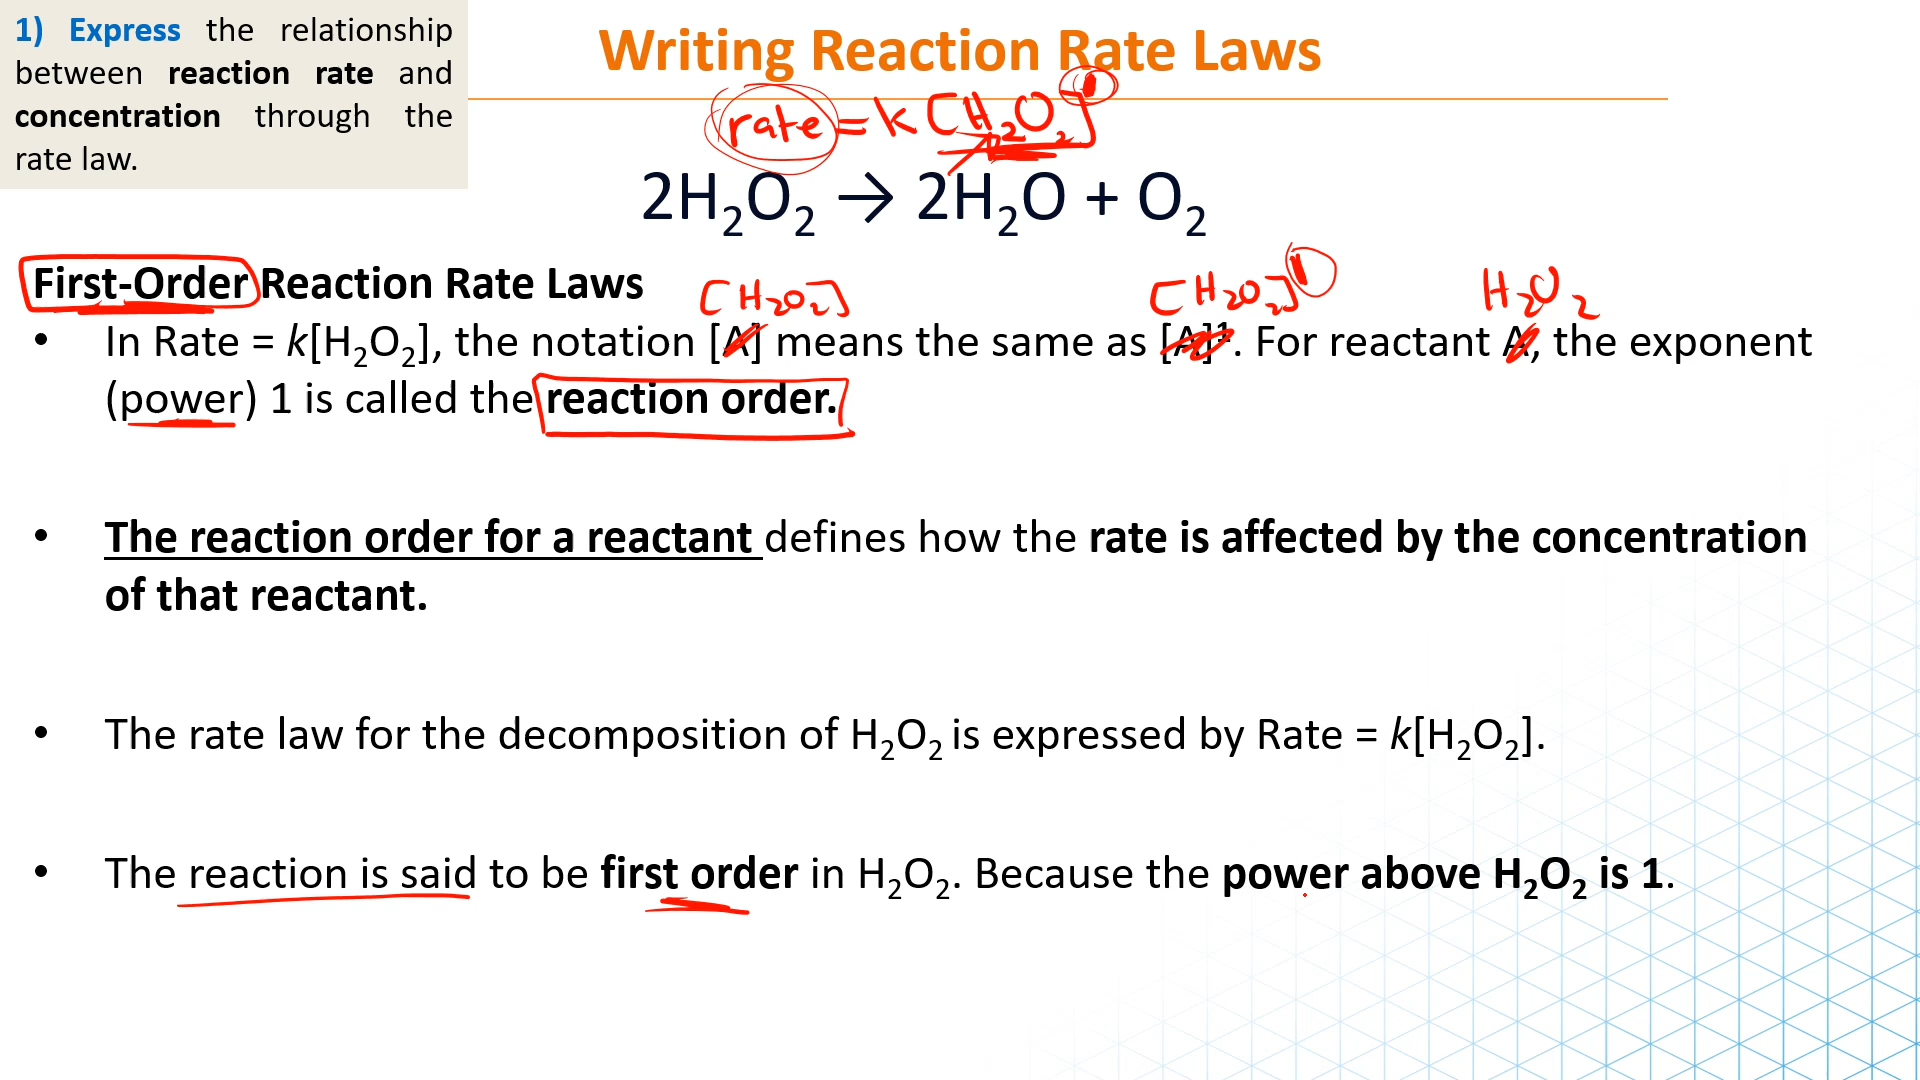 1) Express the relationship
between reaction rate and
concentration through the
rate law.
Writing Reaction Rate Laws
rate = k [H₂O₂]¹
2H₂O₂ → 2H₂O + O₂
First-Order Reaction Rate Laws
[H₂O₂] [H₂O₂]¹ H₂O₂
• In Rate = k[H₂O₂], the notation [A] means the same as [A]¹. For reactant A, the exponent
(power) 1 is called the reaction order.
• The reaction order for a reactant defines how the rate is affected by the concentration
of that reactant.
• The rate law for the decomposition of H₂O₂ is expressed by Rate = k[H₂O₂].
• The reaction is said to be first order in H₂O₂. Because the power above H₂O₂ is 1.